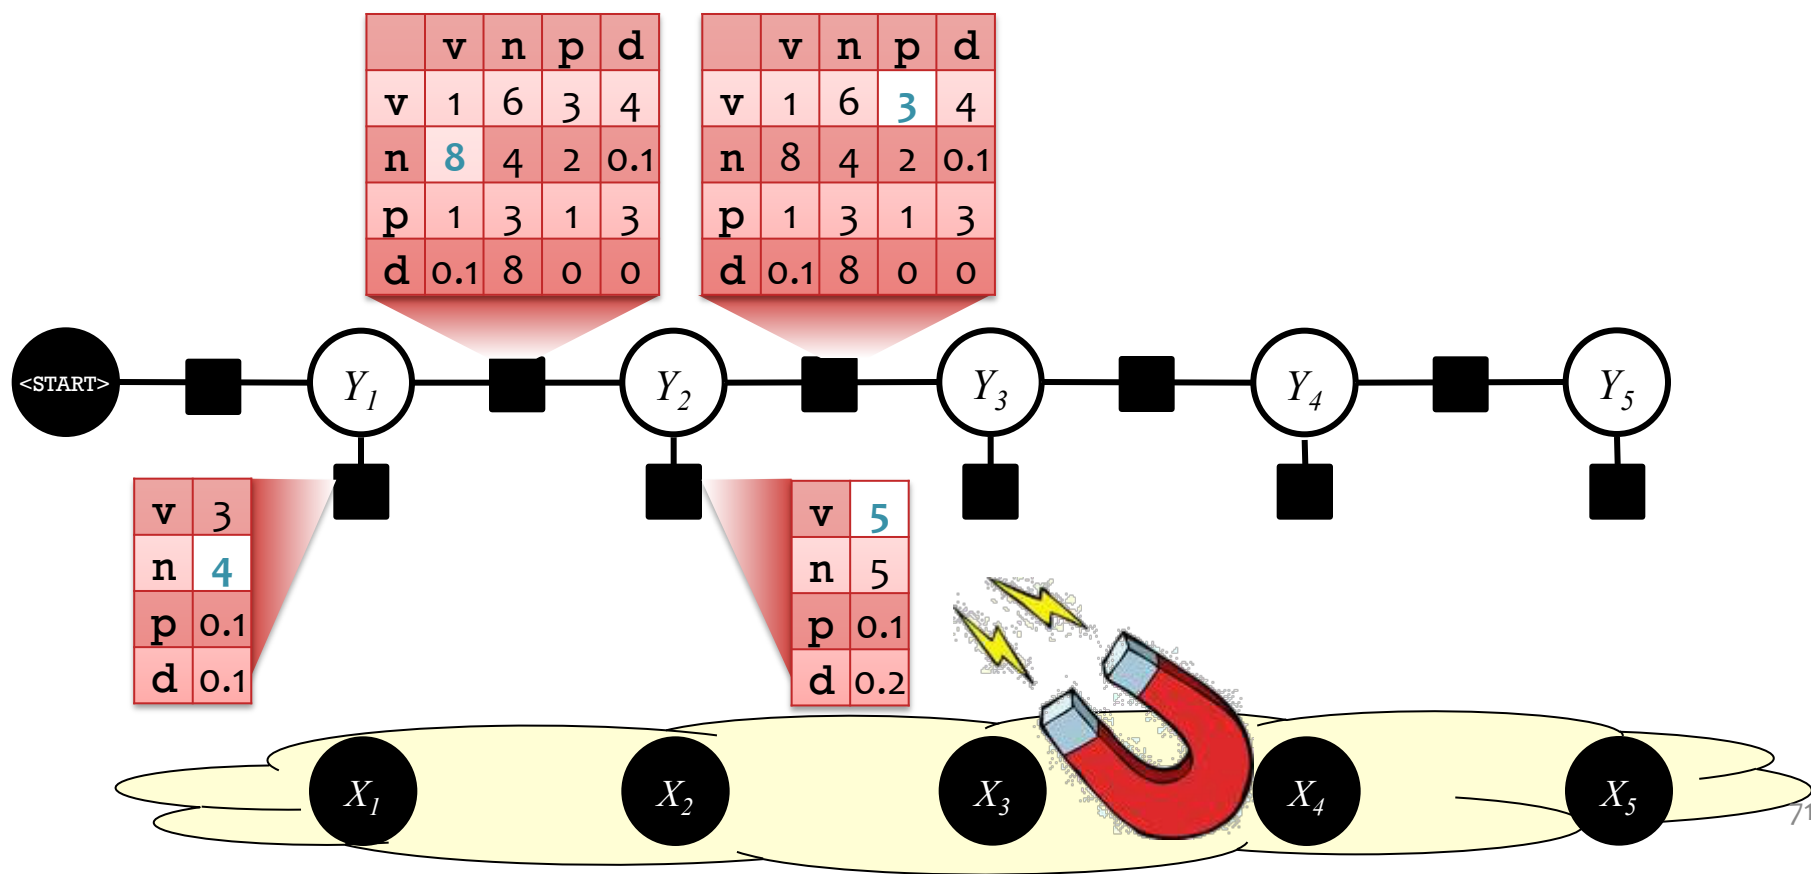 v n p d
v 1 6 3 4
n 8 4 2 0.1
p 1 3 1 3
d 0.1 8 0 0
v n p d
v 1 6 3 4
n 8 4 2 0.1
p 1 3 1 3
d 0.1 8 0 0
<START>
Y1
Y2
Y3
Y4
Y5
v 3
n 4
p 0.1
d 0.1
v 5
n 5
p 0.1
d 0.2
X1
X2
X3
X4
X5
71